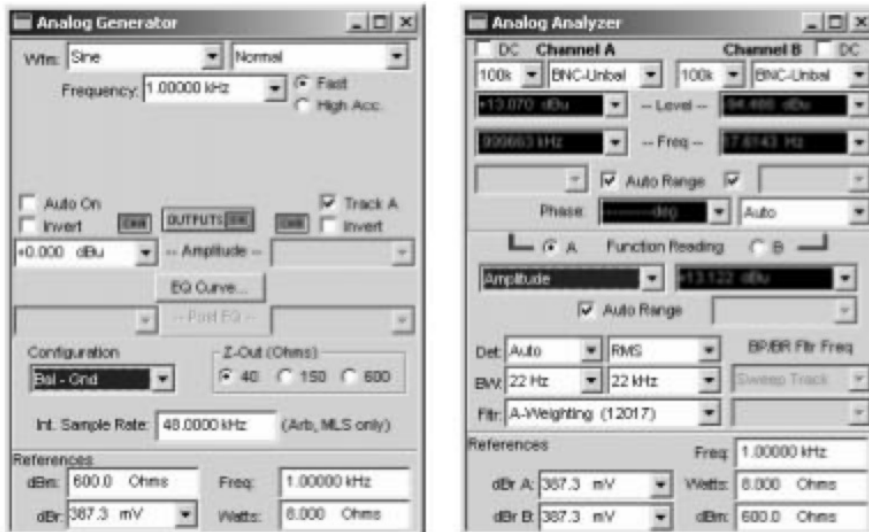 Analog Generator
Wfm: Sine Normal
Frequency: 1.00000 kHz Fast
High Acc.
Auto On Track A
Invert OUTPUTS Invert
+0.000 dBu -- Amplitude --
EQ Curve...
-- Post EQ --
Configuration Z-Out (Ohms)
Bal - Gnd 40 150 600
Int. Sample Rate: 48.0000 kHz (Arb, MLS only)
References
dBm: 600.0 Ohms Freq: 1.00000 kHz
dBr: 387.3 mV Watts: 8.000 Ohms
Analog Analyzer
DC Channel A Channel B DC
100k BNC-Unbal 100k BNC-Unbal
+13.070 dBu -- Level -- dBu
-- Freq -- Hz
Auto Range
Phase: deg Auto
A Function Reading B
Amplitude +13.122 dBu
Auto Range
Det: Auto RMS BP/BR Fltr Freq
BW: 22 Hz 22 kHz Sweep Track
Fltr: A-Weighting (12017)
References Freq: 1.00000 kHz
dBr A: 387.3 mV Watts: 8.000 Ohms
dBr B: 387.3 mV dBm: 600.0 Ohms